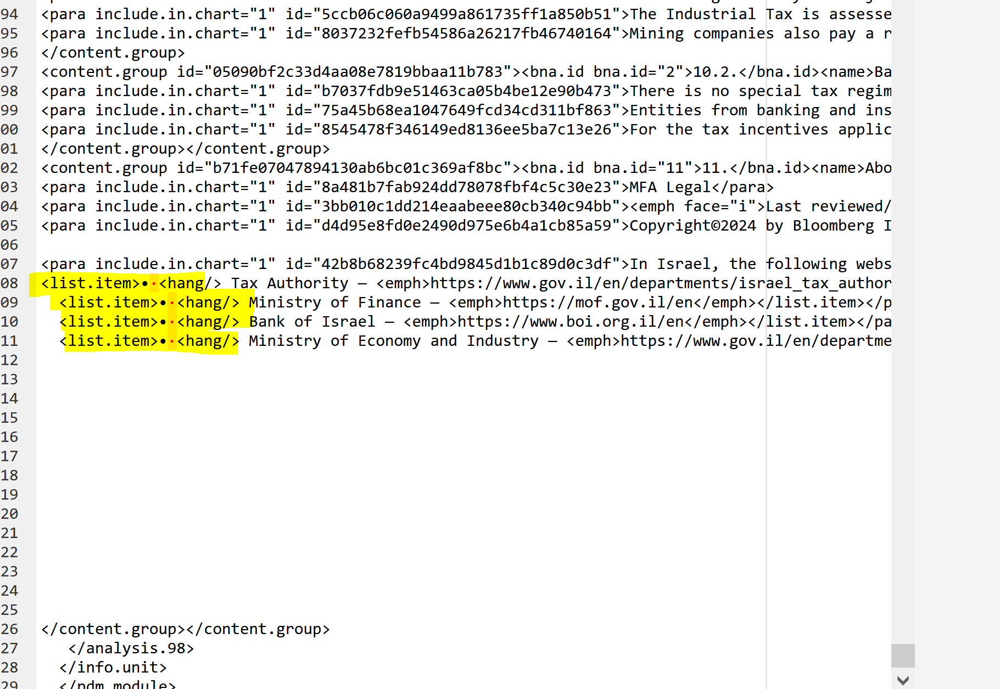 94 <para include.in.chart="1" id="5ccb06c060a9499a861735ff1a850b51">The Industrial Tax is assesse
95 <para include.in.chart="1" id="8037232fefb54586a26217fb46740164">Mining companies also pay a r
96 </content.group>
97 <content.group id="05090bf2c33d4aa08e7819bbaa11b783"><bna.id bna.id="2">10.2.</bna.id><name>Ba
98 <para include.in.chart="1" id="b7037fdb9e51463ca05b4be12e90b473">There is no special tax regim
99 <para include.in.chart="1" id="75a45b68ea1047649fcd34cd311bf863">Entities from banking and ins
00 <para include.in.chart="1" id="8545478f346149ed8136ee5ba7c13e26">For the tax incentives applic
01 </content.group></content.group>
02 <content.group id="b71fe07047894130ab6bc01c369af8bc"><bna.id bna.id="11">11.</bna.id><name>Abo
03 <para include.in.chart="1" id="8a481b7fab924dd78078fbf4c5c30e23">MFA Legal</para>
04 <para include.in.chart="1" id="3bb010c1dd214eaabeee80cb340c94bb"><emph face="i">Last reviewed/
05 <para include.in.chart="1" id="d4d95e8fd0e2490d975e6b4a1cb85a59">Copyright©2024 by Bloomberg I
06
07 <para include.in.chart="1" id="42b8b68239fc4bd9845d1b1c89d0c3df">In Israel, the following webs
08 <list.item>•·<hang/> Tax Authority – <emph>https://www.gov.il/en/departments/israel_tax_author
09 <list.item>•·<hang/> Ministry of Finance – <emph>https://mof.gov.il/en</emph></list.item></p
10 <list.item>•·<hang/> Bank of Israel – <emph>https://www.boi.org.il/en</emph></list.item></pa
11 <list.item>•·<hang/> Ministry of Economy and Industry – <emph>https://www.gov.il/en/departme
12
13
14
15
16
17
18
19
20
21
22
23
24
25
26 </content.group></content.group>
27 </analysis.98>
28 </info.unit>
29 </pdm.module>